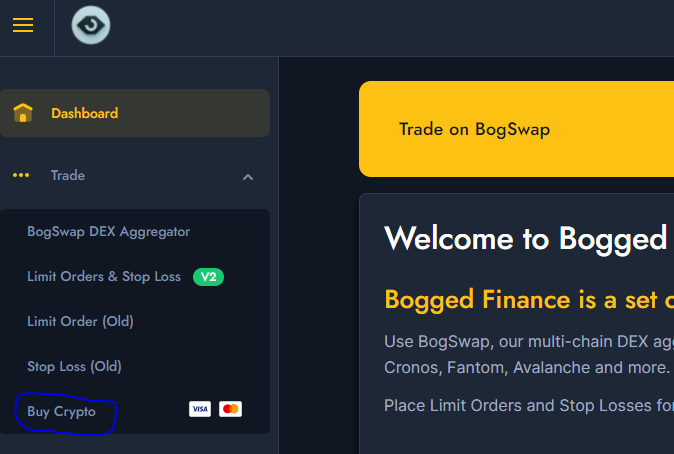 Dashboard
Trade
BogSwap DEX Aggregator
Limit Orders & Stop Loss V2
Limit Order (Old)
Stop Loss (Old)
Buy Crypto VISA
Trade on BogSwap
Welcome to Bogged
Bogged Finance is a set
Use BogSwap, our multi-chain DEX
Cronos, Fantom, Avalanche and more.
Place Limit Orders and Stop Losses